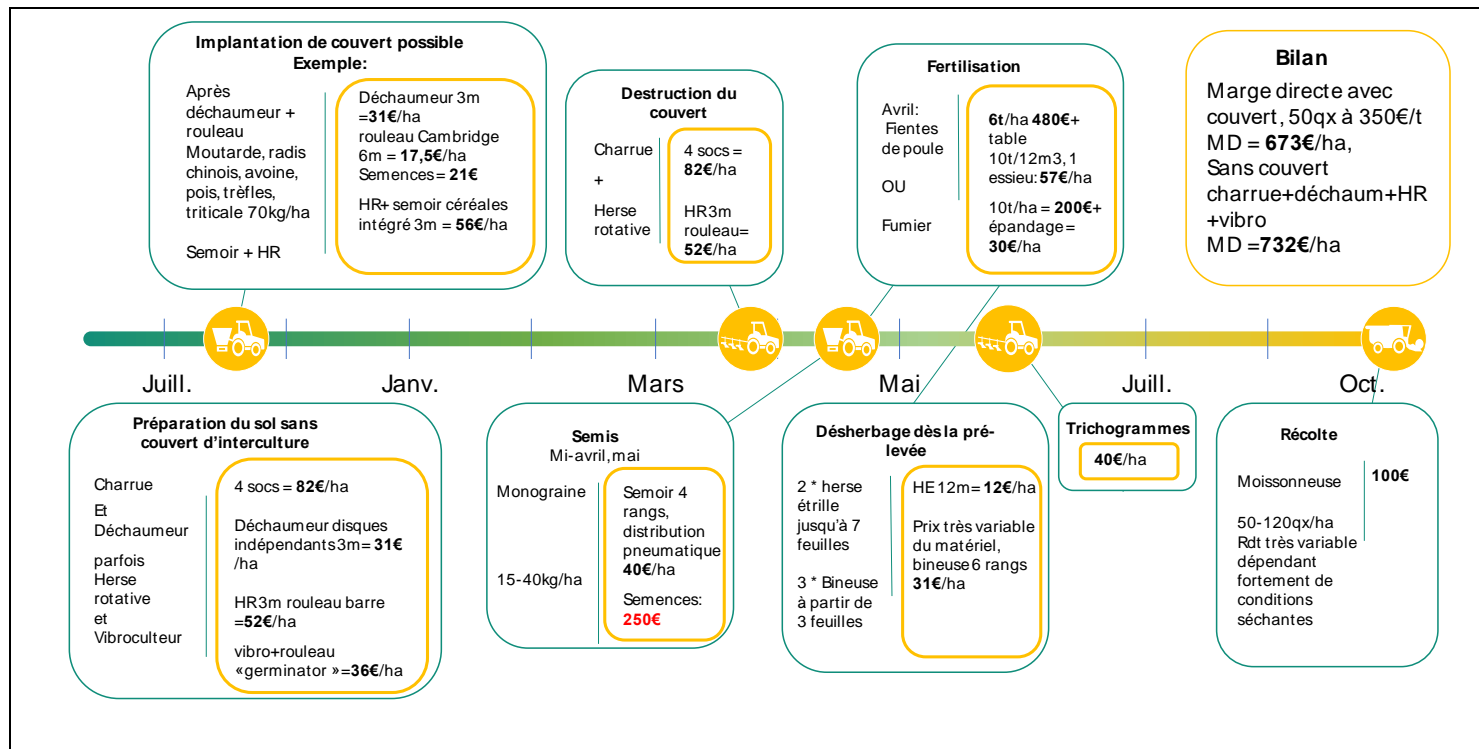 Implantation de couvert possible
Exemple:
Après
déchaumeur +
rouleau
Moutarde, radis
chinois, avoine,
pois, trèfles,
triticale 70kg/ha
Semoir + HR
Déchaumeur 3m
=31€/ha
rouleau Cambridge
6m = 17,5€/ha
Semences = 21€
HR+ semoir céréales
intégré 3m = 56€/ha
Destruction du
couvert
Charrue
+
Herse
rotative
4 socs =
82€/ha
HR3m
rouleau=
52€/ha
Fertilisation
Avril:
Fientes
de poule
OU
Fumier
6t/ha 480€+
table
10t/12m3, 1
essieu: 57€/ha
10t/ha = 200€+
épandage =
30€/ha
Bilan
Marge directe avec
couvert, 50qx à 350€/t
MD = 673€/ha,
Sans couvert
charrue+déchaum+HR
+vibro
MD =732€/ha
Juill.
Janv.
Mars
Mai
Juill.
Oct.
Préparation du sol sans
couvert d'interculture
Charrue
Et
Déchaumeur
parfois
Herse
rotative
et
Vibroculteur
4 socs = 82€/ha
Déchaumeur disques
indépendants 3m= 31€
/ha
HR3m rouleau barre
=52€/ha
vibro+rouleau
«germinator »=36€/ha
Semis
Mi-avril, mai
Monograine
15-40kg/ha
Semoir 4
rangs,
distribution
pneumatique
40€/ha
Semences:
250€
Désherbage dès la pré-
levée
2 * herse
étrille
jusqu'à 7
feuilles
3 * Bineuse
à partir de
3 feuilles
HE 12m= 12€/ha
Prix très variable
du matériel,
bineuse 6 rangs
31€/ha
Trichogrammes
40€/ha
Récolte
Moissonneuse
50-120qx/ha
Rdt très variable
dépendant
fortement de
conditions
séchantes
100€